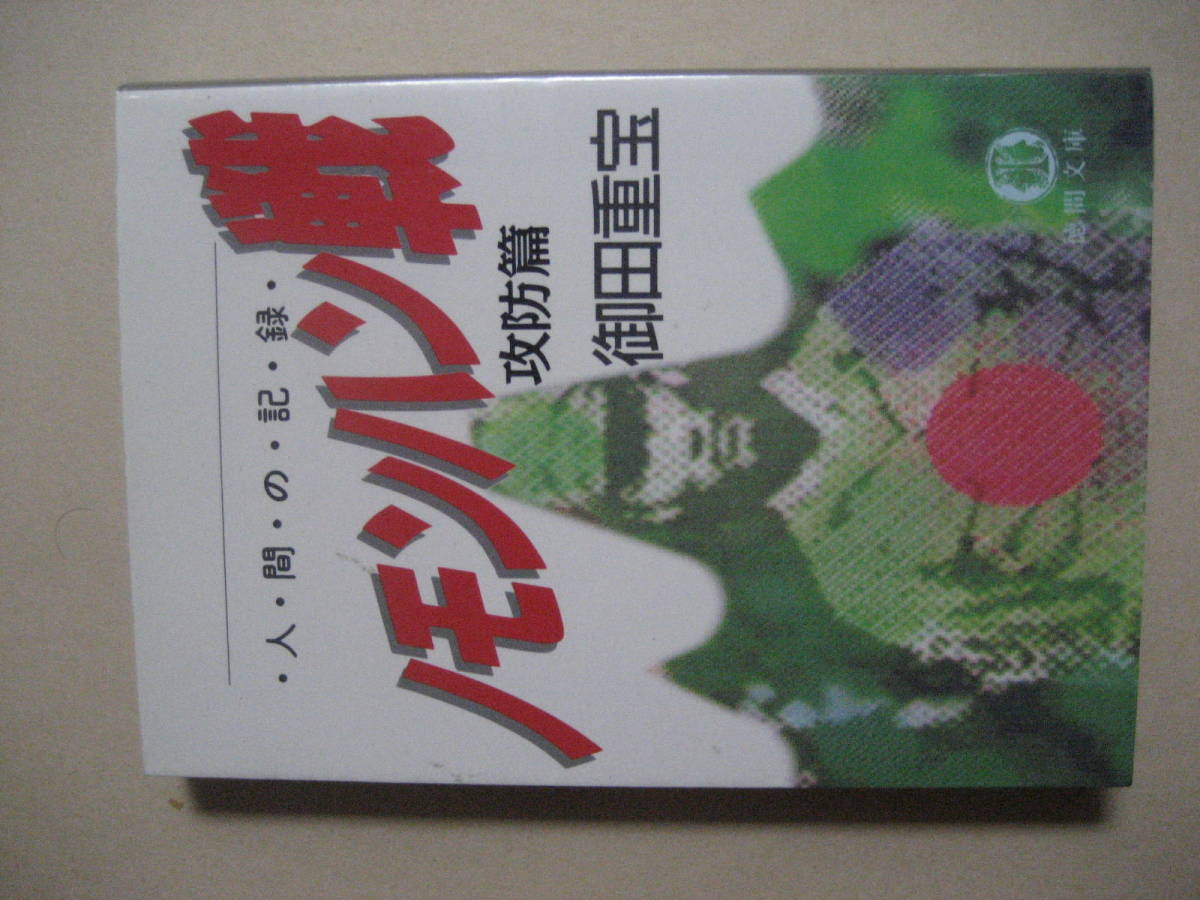 ・人・間・の・記・録・
ノモンハン戦
攻防篇
御田重宝
徳間文庫